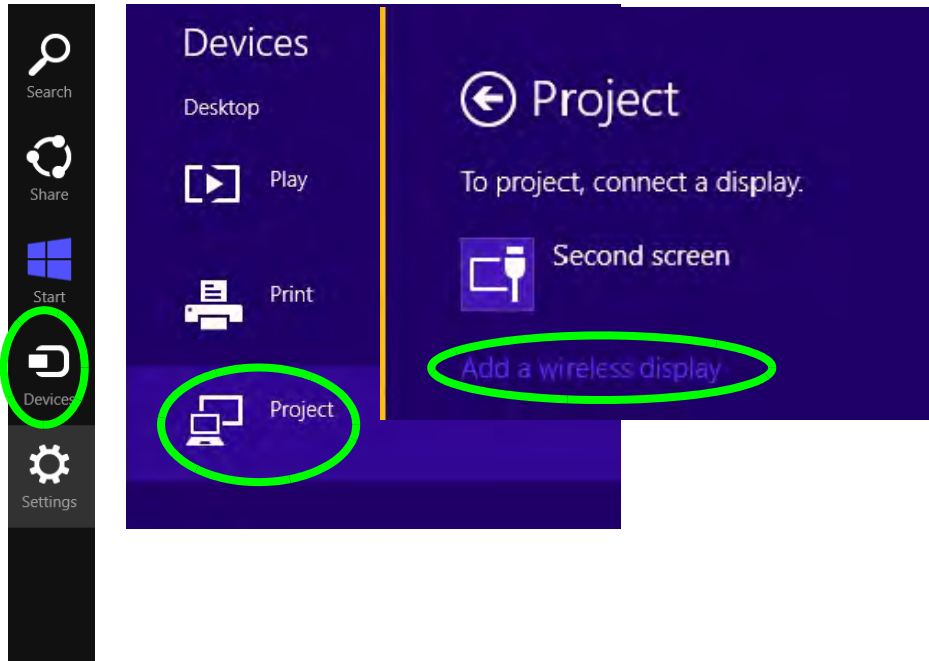 Search
Share
Start
Devices
Settings
Devices
Desktop
Play
Print
Project
Project
To project, connect a display.
Second screen
Add a wireless display